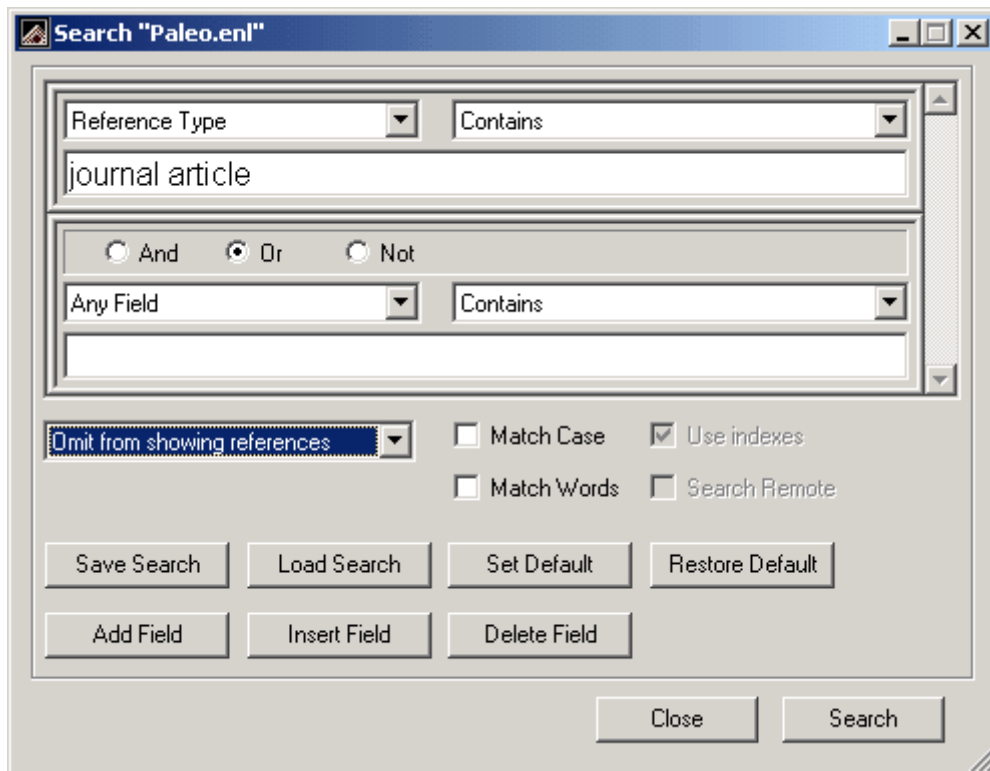 Search "Paleo.enl"
Reference Type Contains
journal article
And Or Not
Any Field Contains
Omit from showing references Match Case Use indexes
Match Words Search Remote
Save Search Load Search Set Default Restore Default
Add Field Insert Field Delete Field
Close Search